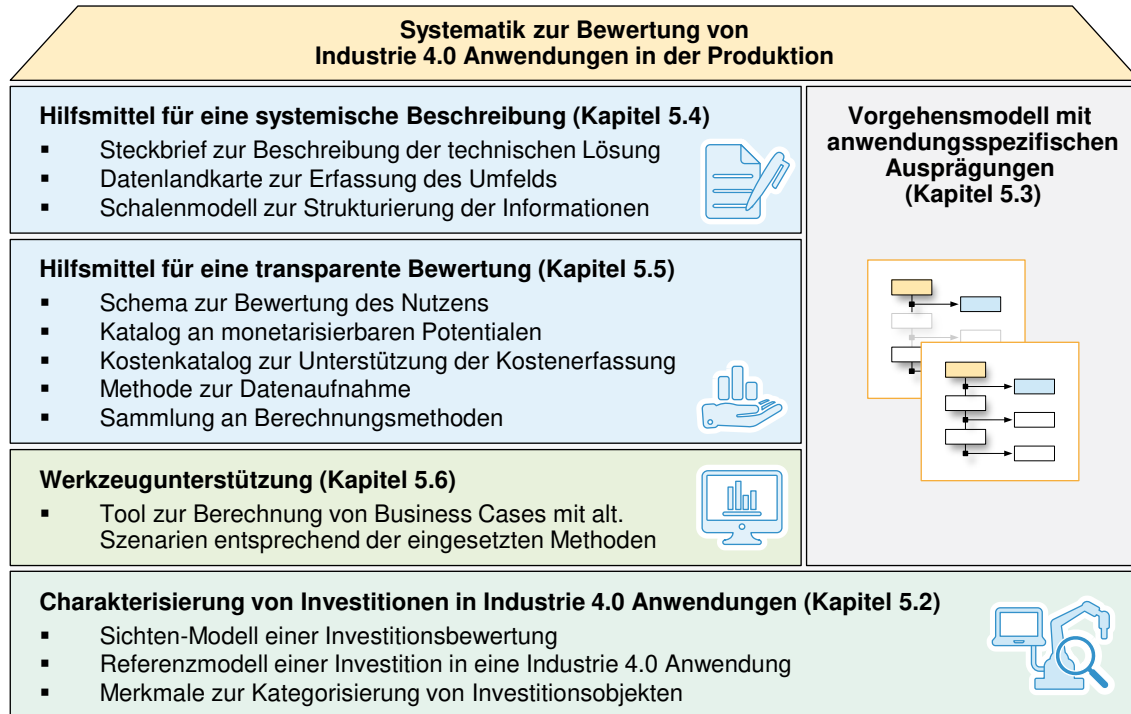 Systematik zur Bewertung von
Industrie 4.0 Anwendungen in der Produktion
Hilfsmittel für eine systemische Beschreibung (Kapitel 5.4)
▪ Steckbrief zur Beschreibung der technischen Lösung
▪ Datenlandkarte zur Erfassung des Umfelds
▪ Schalenmodell zur Strukturierung der Informationen
Hilfsmittel für eine transparente Bewertung (Kapitel 5.5)
▪ Schema zur Bewertung des Nutzens
▪ Katalog an monetarisierbaren Potentialen
▪ Kostenkatalog zur Unterstützung der Kostenerfassung
▪ Methode zur Datenaufnahme
▪ Sammlung an Berechnungsmethoden
Werkzeugunterstützung (Kapitel 5.6)
▪ Tool zur Berechnung von Business Cases mit alt.
Szenarien entsprechend der eingesetzten Methoden
Vorgehensmodell mit
anwendungsspezifischen
Ausprägungen
(Kapitel 5.3)
Charakterisierung von Investitionen in Industrie 4.0 Anwendungen (Kapitel 5.2)
▪ Sichten-Modell einer Investitionsbewertung
▪ Referenzmodell einer Investition in eine Industrie 4.0 Anwendung
▪ Merkmale zur Kategorisierung von Investitionsobjekten